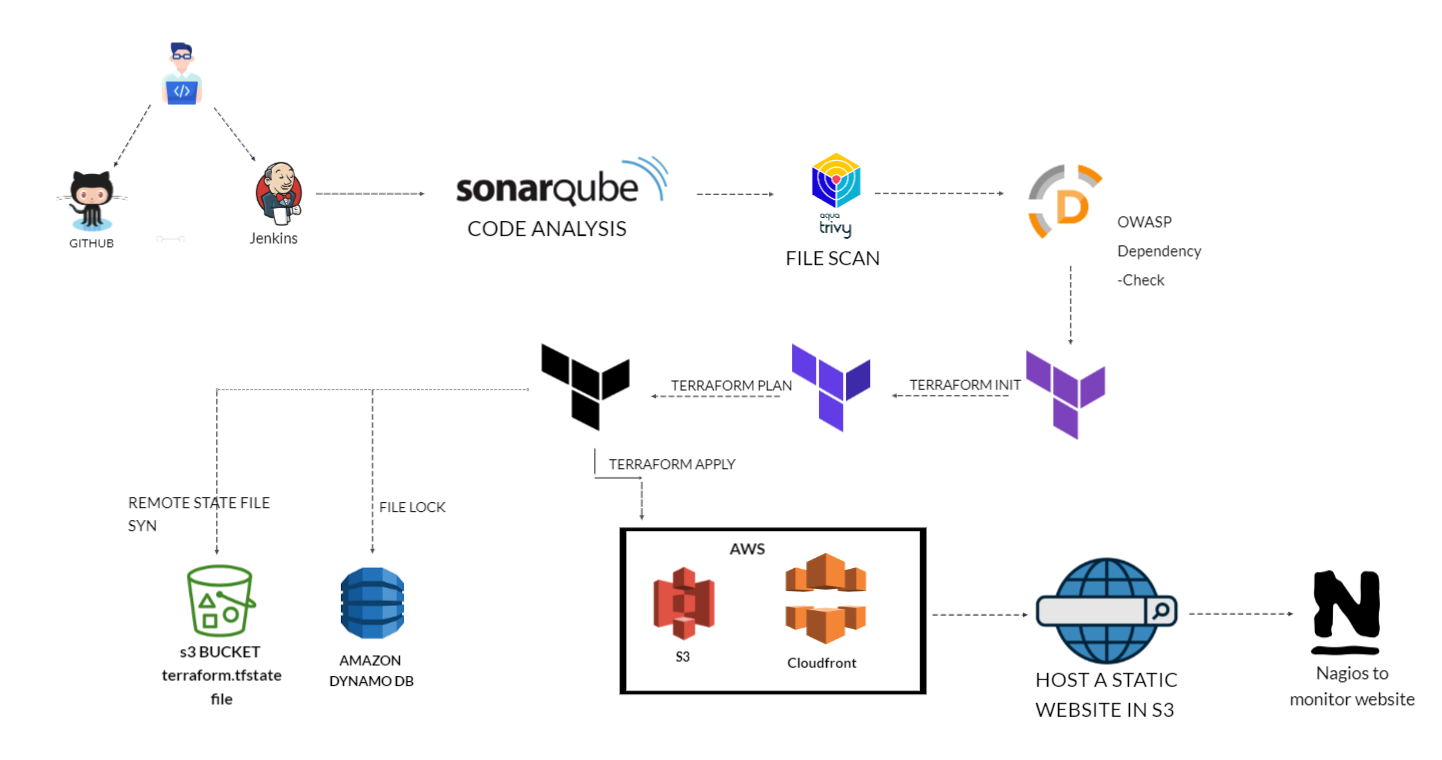 sonarqube
CODE ANALYSIS
aqua
trivy
FILE SCAN
D
OWASP
Dependency
-Check
GITHUB
Jenkins
TERRAFORM PLAN
TERRAFORM INIT
TERRAFORM APPLY
REMOTE STATE FILE
SYN
FILE LOCK
AWS
S3
Cloudfront
s3 BUCKET
terraform.tfstate
file
AMAZON
DYNAMO DB
HOST A STATIC
WEBSITE IN S3
N
Nagios to
monitor website